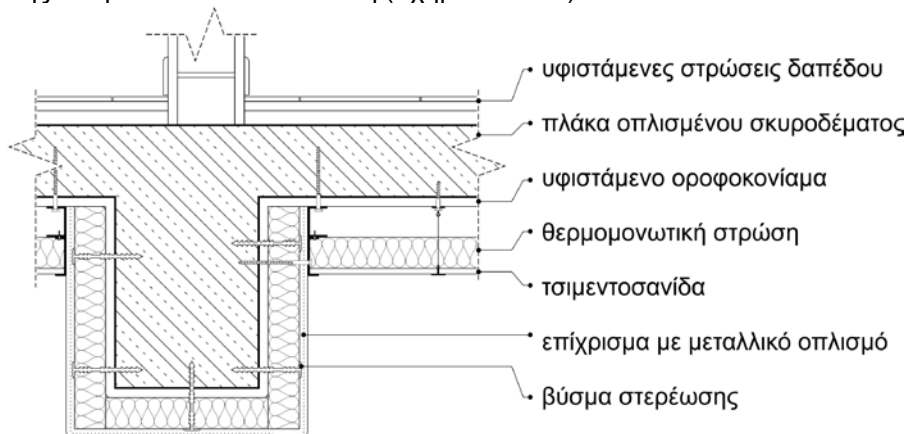 υφιστάμενες στρώσεις δαπέδου
πλάκα οπλισμένου σκυροδέματος
υφιστάμενο οροφοκονίαμα
θερμομονωτική στρώση
τσιμεντοσανίδα
επίχρισμα με μεταλλικό οπλισμό
βύσμα στερέωσης